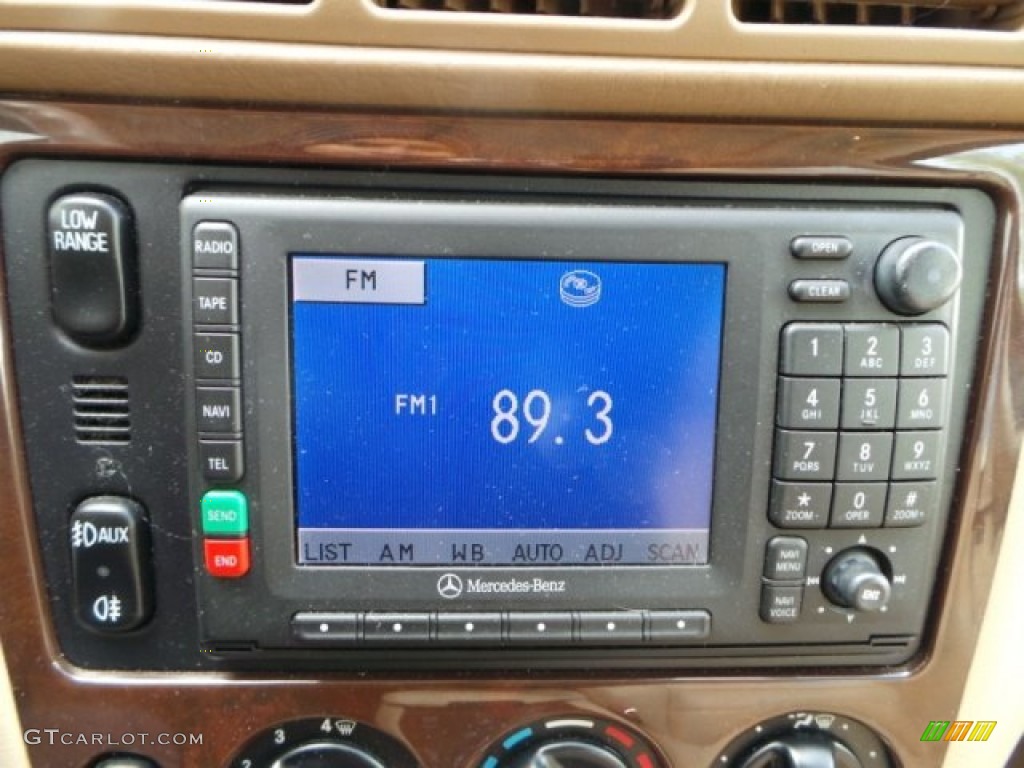 LOW
RANGE
RADIO
TAPE
CD
NAVI
TEL
SEND
END
AUX
FM
FM1 89.3
LIST AM WB AUTO ADJ SCAN
Mercedes-Benz
OPEN
CLEAR
1 2 ABC 3 DEF
4 GHI 5 JKL 6 MNO
7 PQRS 8 TUV 9 WXYZ
* ZOOM- 0 OPER # ZOOM+
NAVI
MENU
NAVI
VOICE
ENT
2 3 4
GTCARLOT.COM